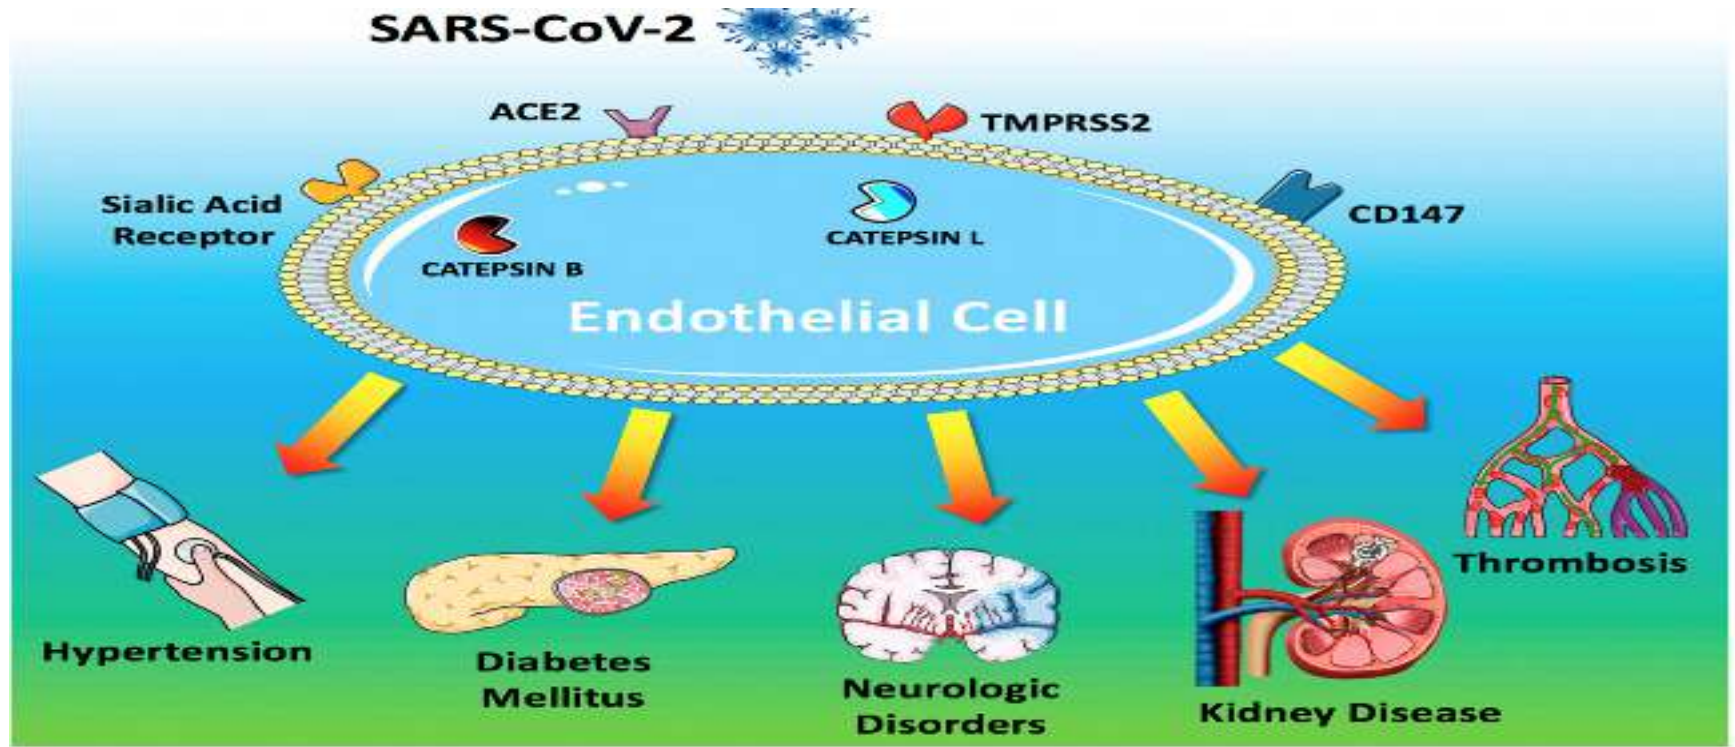 SARS-CoV-2
ACE2
TMPRSS2
Sialic Acid
Receptor
CD147
CATEPSIN B
CATEPSIN L
Endothelial Cell
Hypertension
Diabetes
Mellitus
Neurologic
Disorders
Kidney Disease
Thrombosis